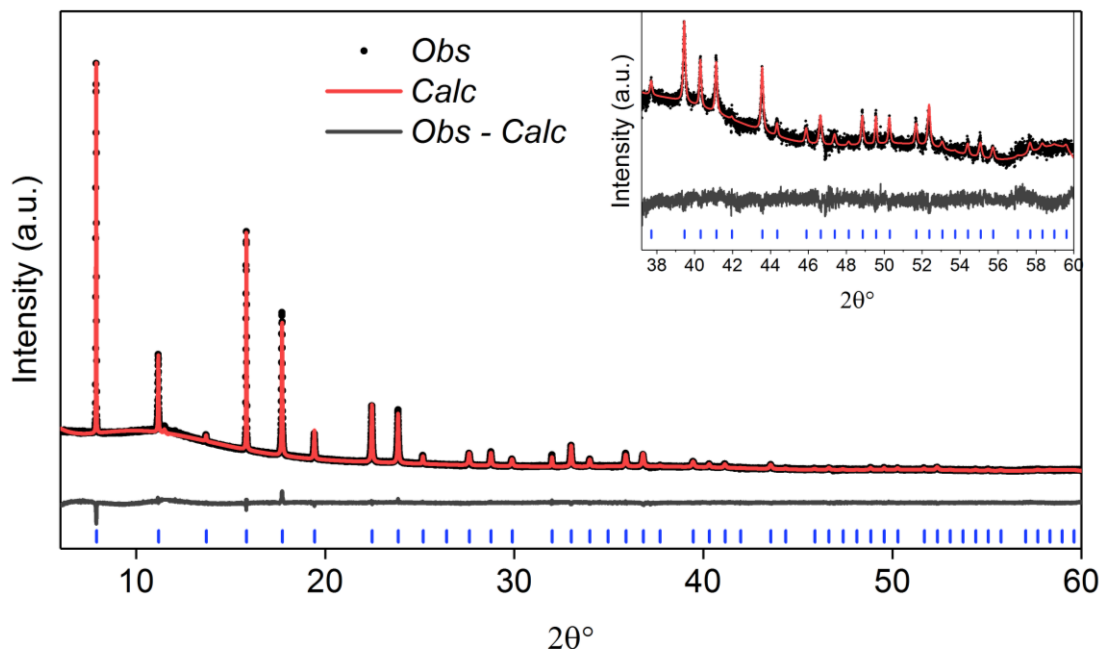 Obs
Calc
Obs - Calc
Intensity (a.u.)
10 20 30 40 50 60
2θ°
Intensity (a.u.)
38 40 42 44 46 48 50 52 54 56 58 60
2θ°